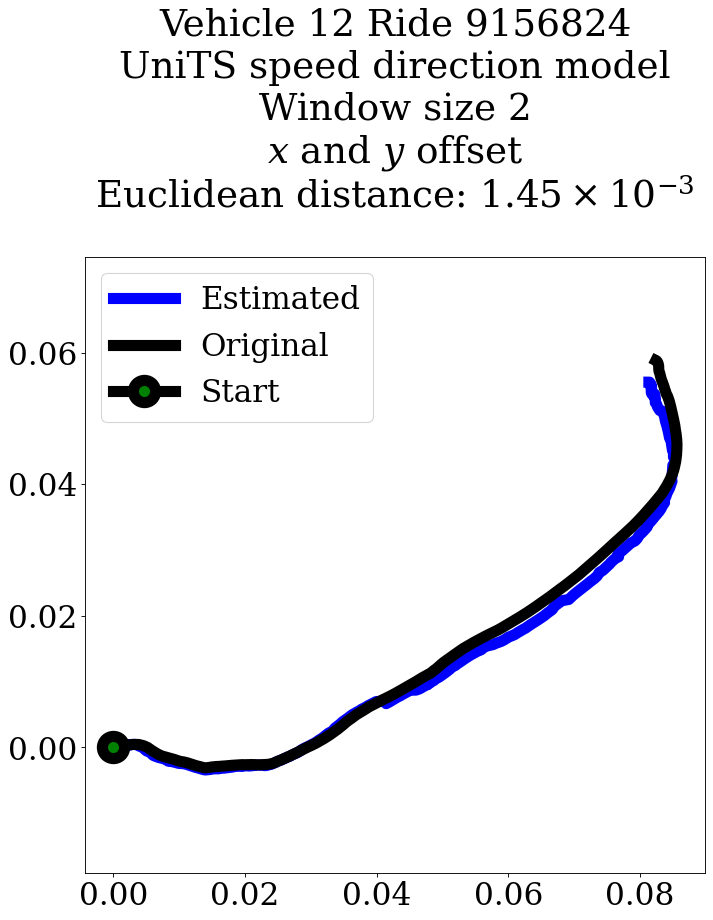 Vehicle 12 Ride 9156824
UniTS speed direction model
Window size 2
x and y offset
Euclidean distance: 1.45 × 10⁻³
Estimated
Original
Start
0.06
0.04
0.02
0.00
0.00 0.02 0.04 0.06 0.08